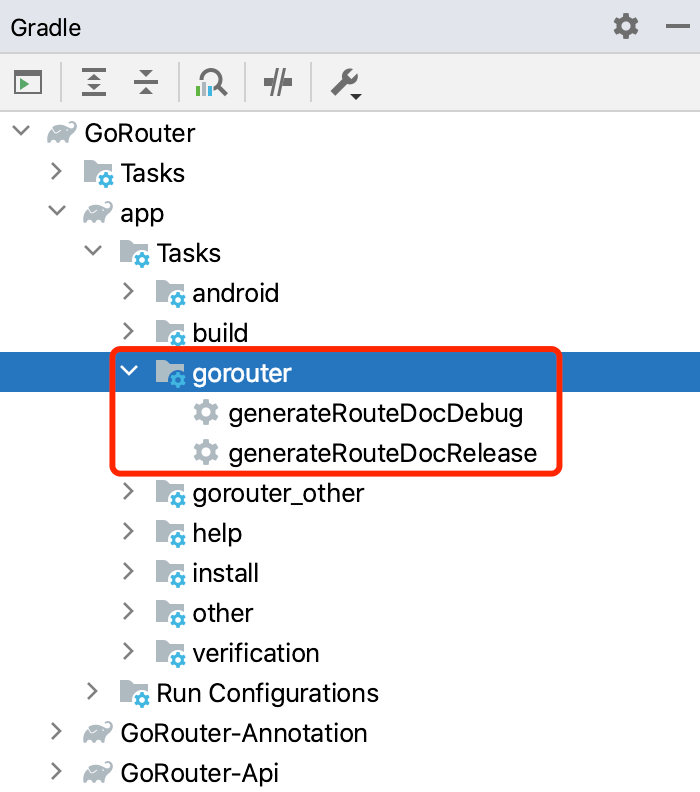 Gradle
GoRouter
Tasks
app
Tasks
android
build
gorouter
generateRouteDocDebug
generateRouteDocRelease
gorouter_other
help
install
other
verification
Run Configurations
GoRouter-Annotation
GoRouter-Api